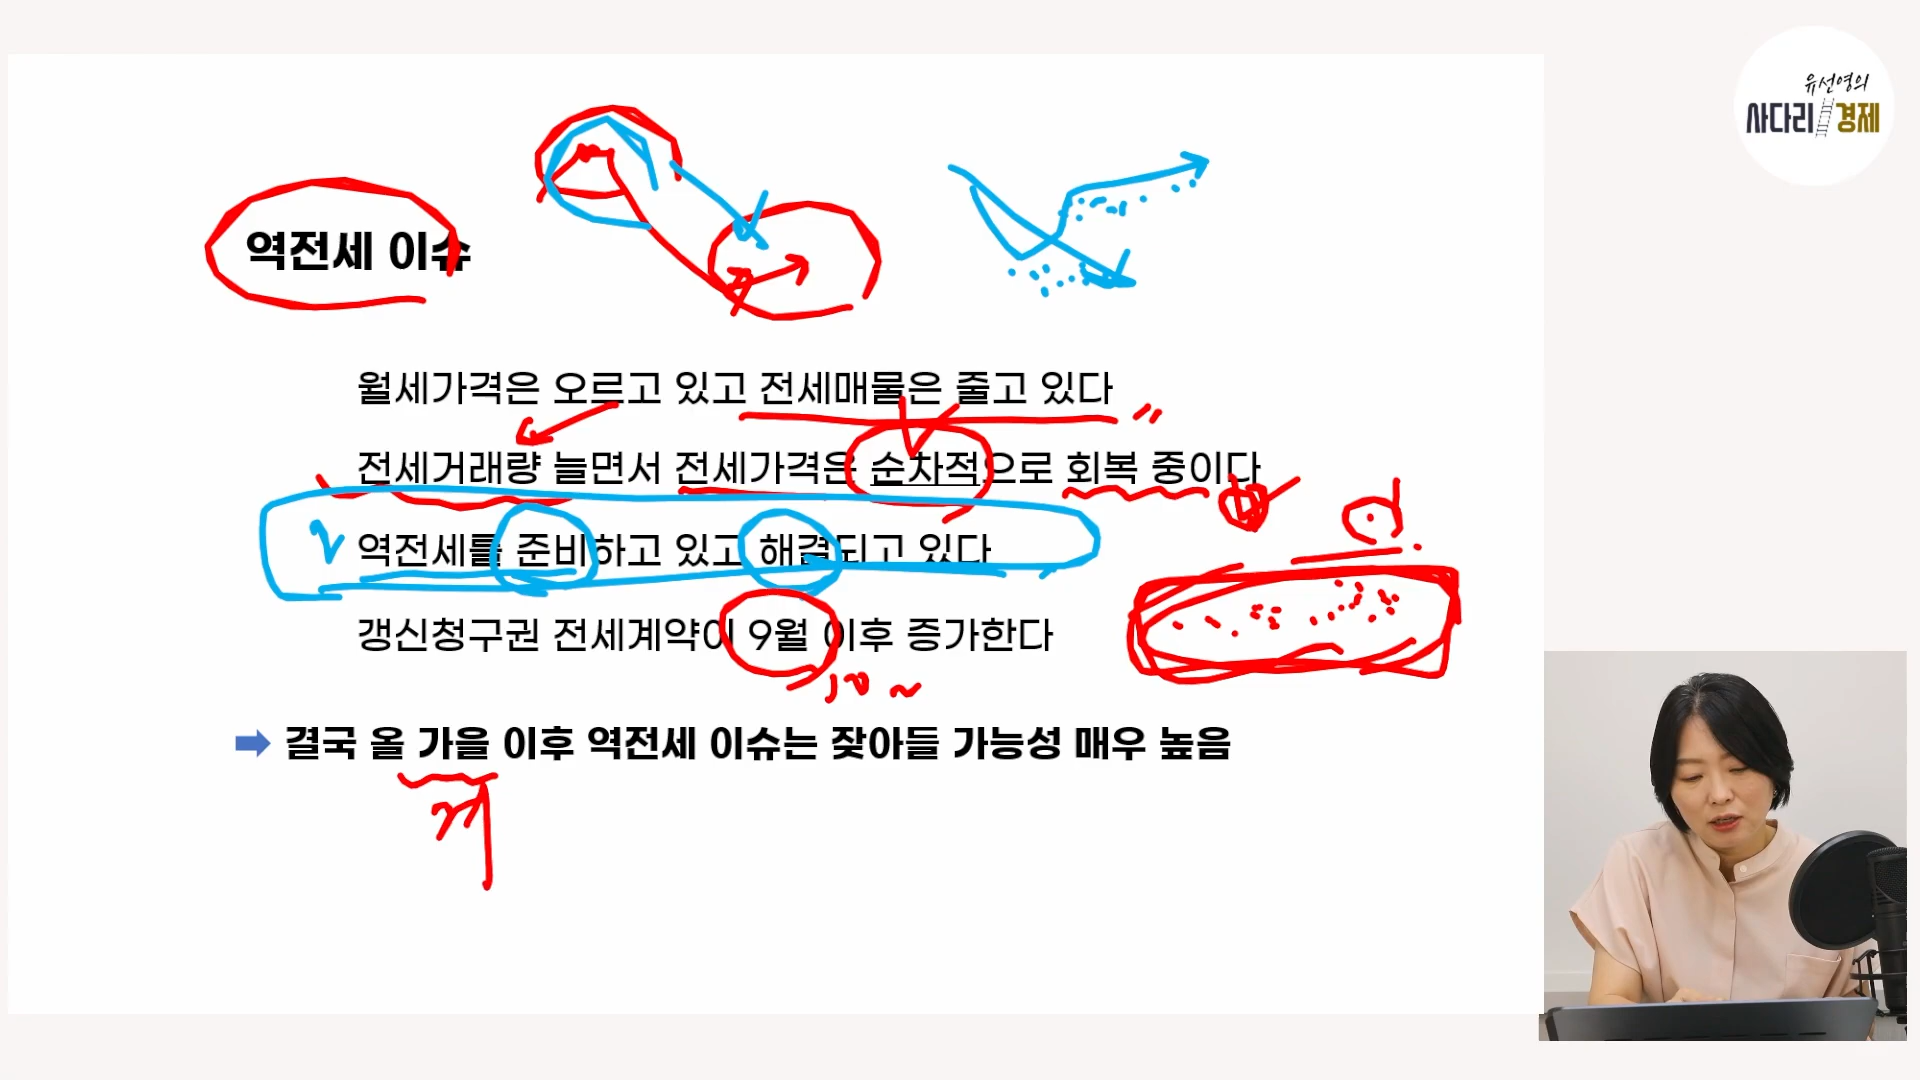 유선영의
사다리 경제
역전세 이슈
월세가격은 오르고 있고 전세매물은 줄고 있다
전세거래량 늘면서 전세가격은 순차적으로 회복 중이다
역전세를 준비하고 있고 해결되고 있다
갱신청구권 전세계약이 9월 이후 증가한다
10 ~
결국 올 가을 이후 역전세 이슈는 잦아들 가능성 매우 높음